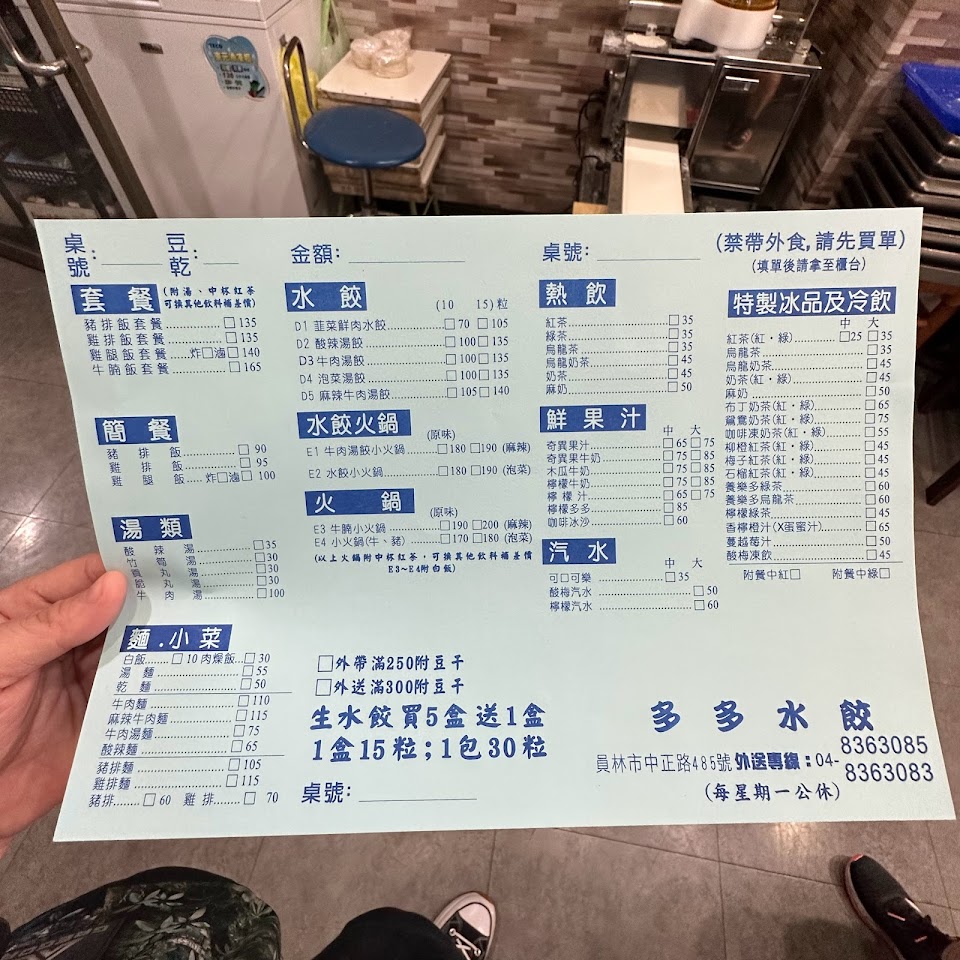 桌號: 豆乾:
套餐 (附湯、中杯紅茶 可換其他飲料補差價)
豬排飯套餐 □135
雞排飯套餐 □135
雞腿飯套餐 炸□滷□140
牛腩飯套餐 □165
簡餐
豬排飯 □90
雞排飯 □95
雞腿飯 炸□滷□100
湯類
酸辣湯 □35
竹筍湯 □30
貢丸湯 □30
脆丸湯 □30
牛肉湯 □100
麵.小菜
白飯 □10 肉燥飯 □30
湯麵 □55
乾麵 □50
牛肉麵 □110
麻辣牛肉麵 □115
牛肉湯麵 □75
酸辣麵 □65
豬排麵 □105
雞排麵 □115
豬排 □60 雞排 □70
金額:
水餃 (10 15)粒
D1 韮菜鮮肉水餃 □70 □105
D2 酸辣湯餃 □100 □135
D3 牛肉湯餃 □100 □135
D4 泡菜湯餃 □100 □135
D5 麻辣牛肉湯餃 □105 □140
水餃火鍋 (原味)
E1 牛肉湯餃小火鍋 □180 □190 (麻辣)
E2 水餃小火鍋 □180 □190 (泡菜)
火鍋 (原味)
E3 牛腩小火鍋 □190 □200 (麻辣)
E4 小火鍋(牛、豬) □170 □180 (泡菜)
(以上火鍋附中杯紅茶,可換其他飲料補差價
E3~E4附白飯)
□外帶滿250附豆干
□外送滿300附豆干
生水餃買5盒送1盒
1盒15粒;1包30粒
桌號:
桌號:
熱飲
紅茶 □35
綠茶 □35
烏龍茶 □35
烏龍奶茶 □45
奶茶 □45
麻奶 □50
鮮果汁 中 大
奇異果汁 □65 □75
奇異果牛奶 □75 □85
木瓜牛奶 □75 □85
檸檬牛奶 □75 □85
檸檬汁 □65 □75
檸檬多多 □85
咖啡冰沙 □60
汽水 中 大
可口可樂 □35
酸梅汽水 □50
檸檬汽水 □60
(禁帶外食,請先買單)
(填單後請拿至櫃台)
特製冰品及冷飲
中 大
紅茶(紅・綠) □25 □35
烏龍茶 □35
烏龍奶茶 □45
奶茶(紅・綠) □45
麻奶 □50
布丁奶茶(紅・綠) □65
鴛鴦奶茶(紅・綠) □75
咖啡凍奶茶(紅・綠) □55
柳橙紅茶(紅・綠) □45
梅子紅茶(紅・綠) □45
石榴紅茶(紅・綠) □45
養樂多綠茶 □60
養樂多烏龍茶 □60
檸檬綠茶 □45
香檸橙汁(X蛋蜜汁) □65
蔓越莓汁 □50
酸梅凍飲 □45
附餐中紅□ 附餐中綠□
多多水餃
員林市中正路485號 外送專線:04-8363085
8363083
(每星期一公休)